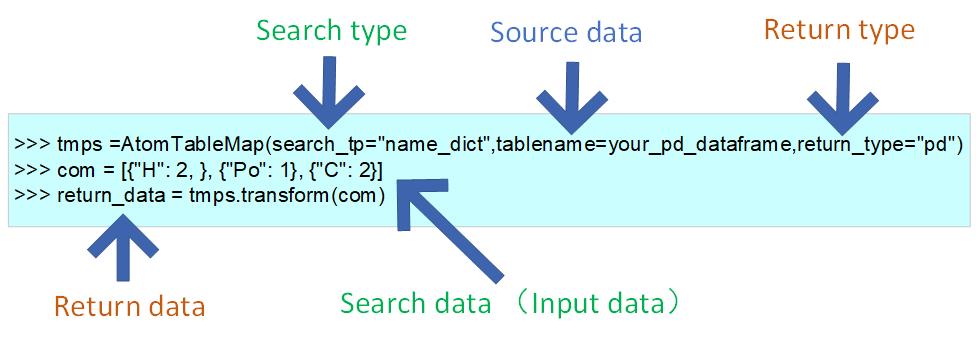 Search type Source data Return type
>>> tmps =AtomTableMap(search_tp="name_dict",tablename=your_pd_dataframe,return_type="pd")
>>> com = [{"H": 2, }, {"Po": 1}, {"C": 2}]
>>> return_data = tmps.transform(com)
Return data Search data （Input data）